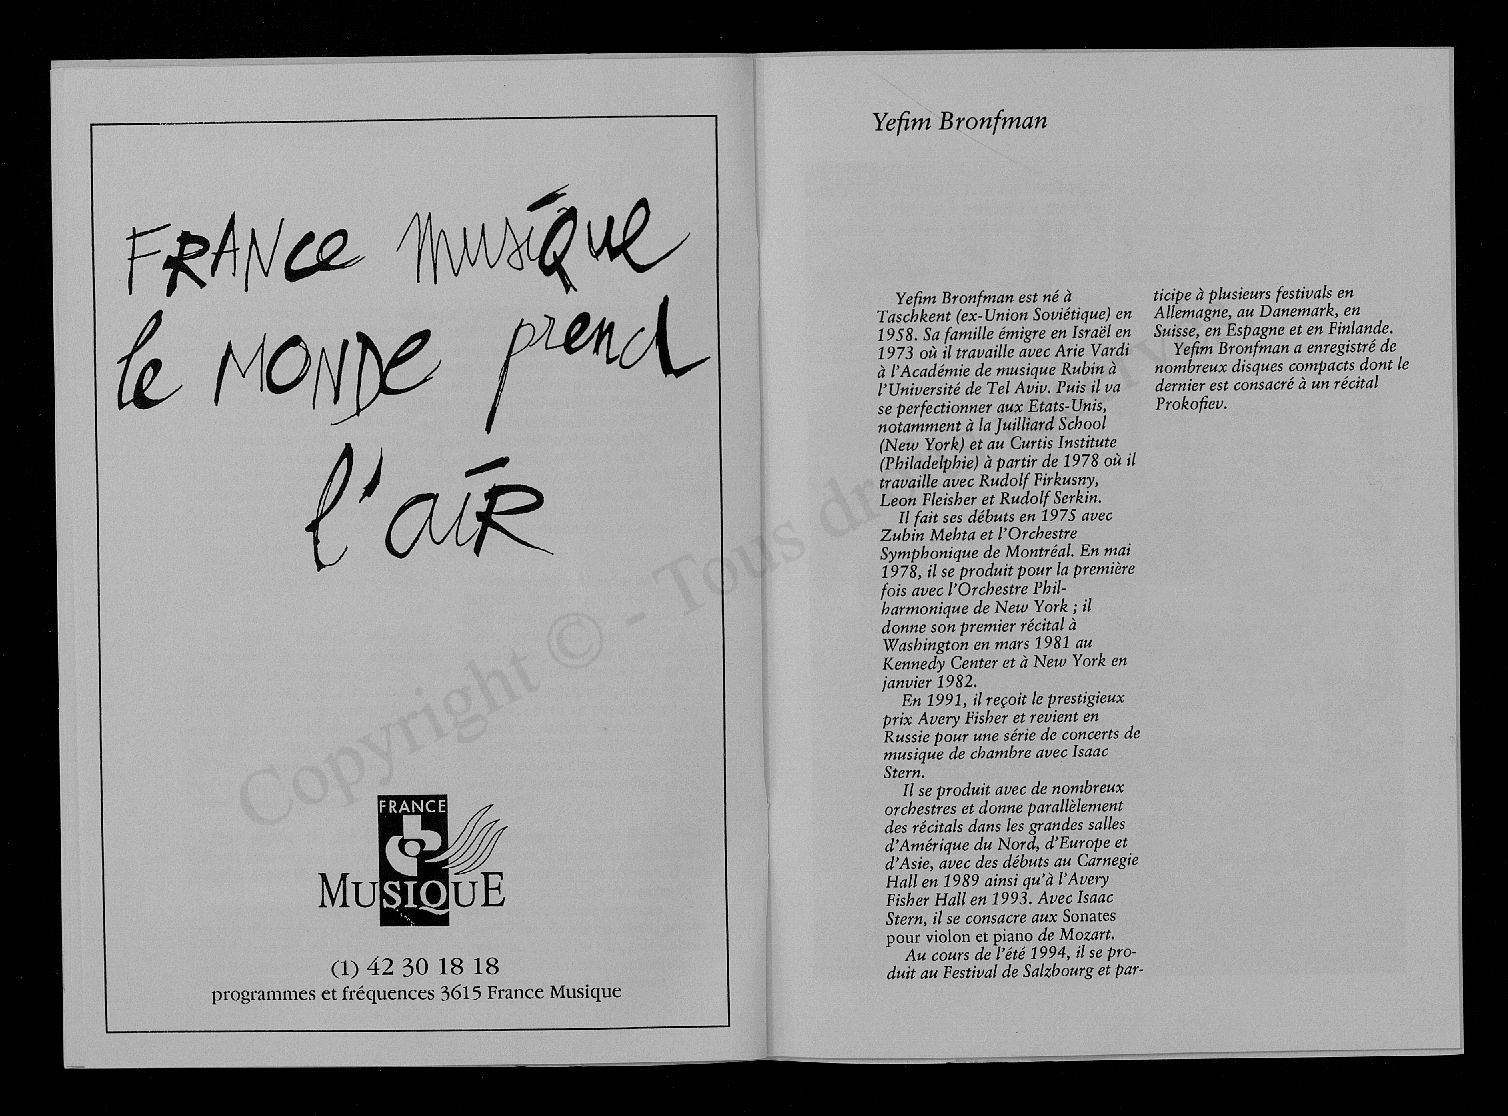 FRANCE musique
le MONDE prend
l'air
FRANCE
MUSIQUE
(1) 42 30 18 18
programmes et fréquences 3615 France Musique
Yefim Bronfman
Yefim Bronfman est né à
Taschkent (ex-Union Soviétique) en
1958. Sa famille émigre en Israël en
1973 où il travaille avec Arie Vardi
à l'Académie de musique Rubin à
l'Université de Tel Aviv. Puis il va
se perfectionner aux Etats-Unis,
notamment à la Juilliard School
(New York) et au Curtis Institute
(Philadelphie) à partir de 1978 où il
travaille avec Rudolf Firkusny,
Leon Fleisher et Rudolf Serkin.
Il fait ses débuts en 1975 avec
Zubin Mehta et l'Orchestre
Symphonique de Montréal. En mai
1978, il se produit pour la première
fois avec l'Orchestre Phil-
harmonique de New York ; il
donne son premier récital à
Washington en mars 1981 au
Kennedy Center et à New York en
janvier 1982.
En 1991, il reçoit le prestigieux
prix Avery Fisher et revient en
Russie pour une série de concerts de
musique de chambre avec Isaac
Stern.
Il se produit avec de nombreux
orchestres et donne parallèlement
des récitals dans les grandes salles
d'Amérique du Nord, d'Europe et
d'Asie, avec des débuts au Carnegie
Hall en 1989 ainsi qu'à l'Avery
Fisher Hall en 1993. Avec Isaac
Stern, il se consacre aux Sonates
pour violon et piano de Mozart.
Au cours de l'été 1994, il se pro-
duit au Festival de Salzbourg et par-
ticipe à plusieurs festivals en
Allemagne, au Danemark, en
Suisse, en Espagne et en Finlande.
Yefim Bronfman a enregistré de
nombreux disques compacts dont le
dernier est consacré à un récital
Prokofiev.
Copyright © - Tous